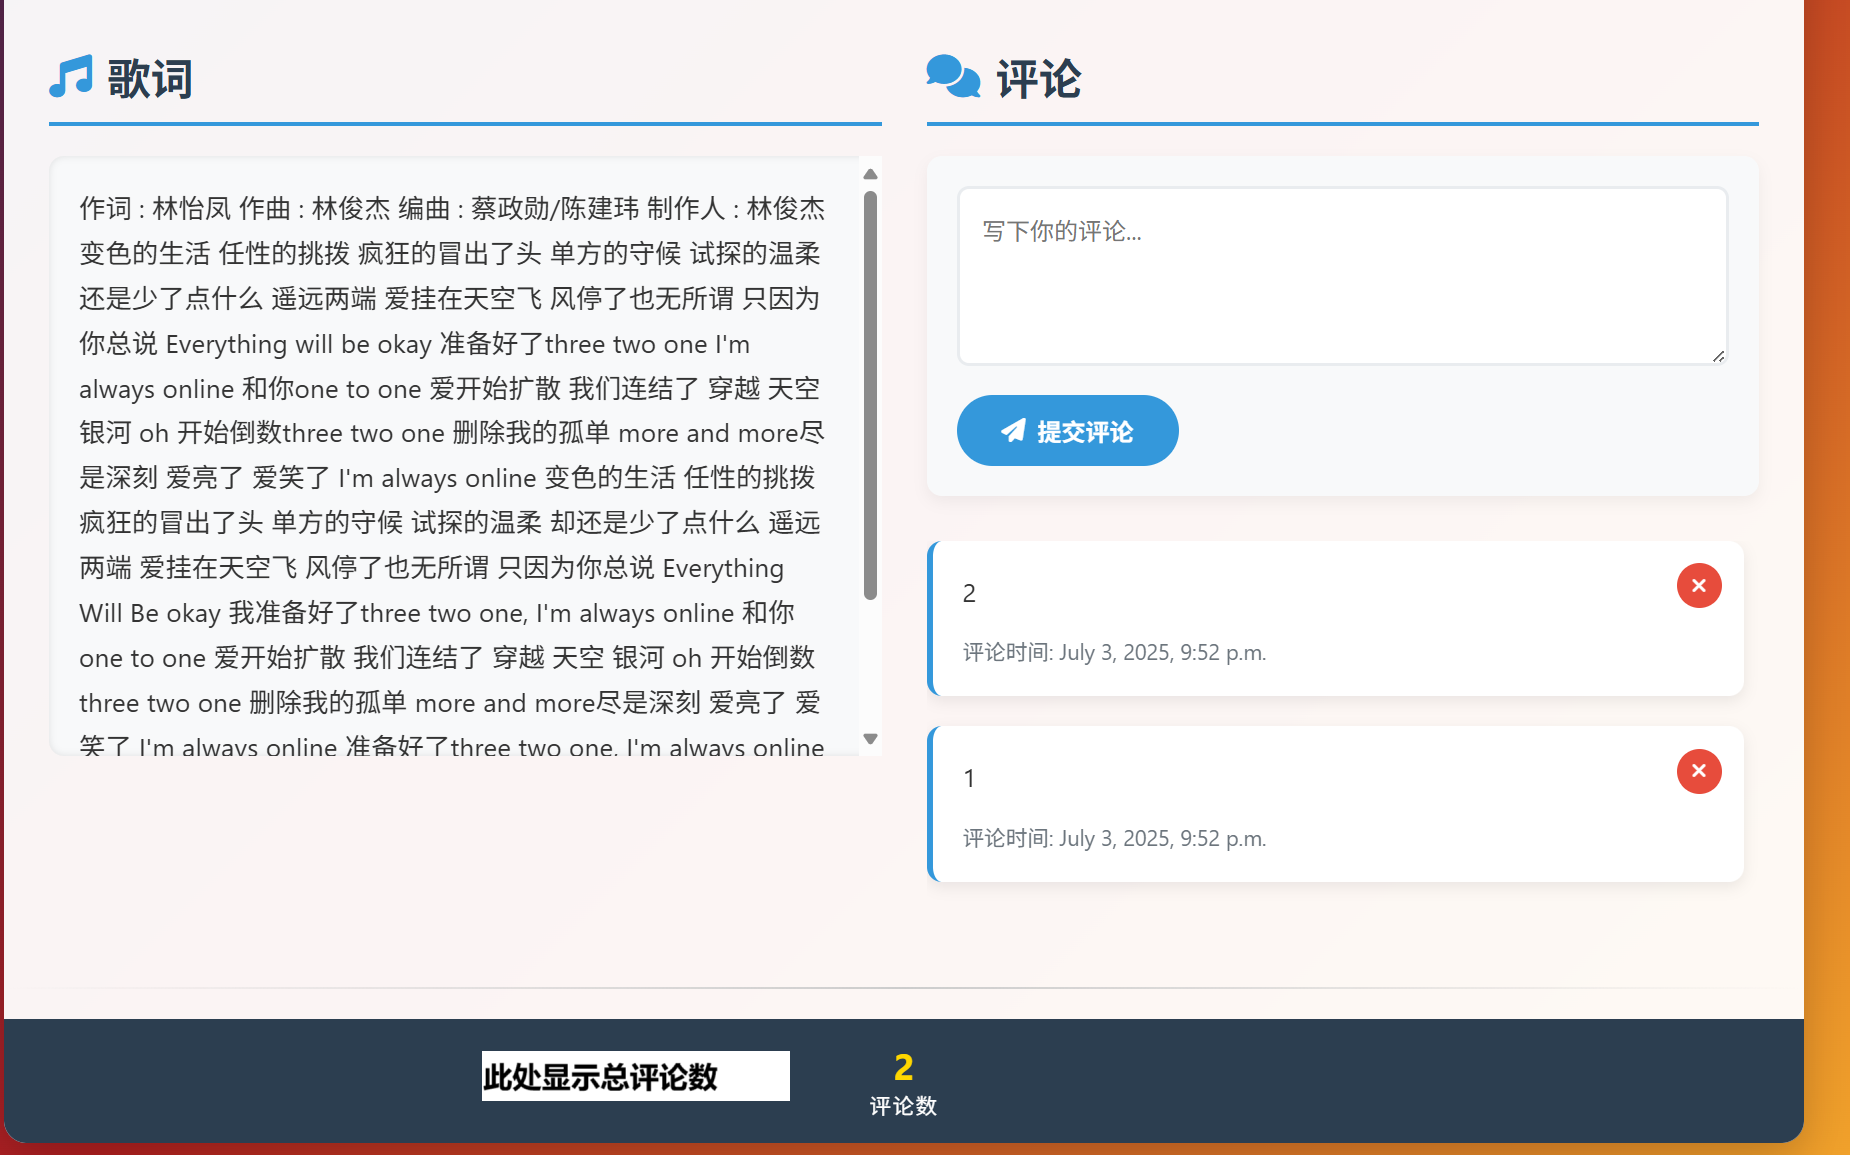 歌词
作词 : 林怡凤 作曲 : 林俊杰 编曲 : 蔡政勋/陈建玮 制作人 : 林俊杰
变色的生活 任性的挑拨 疯狂的冒出了头 单方的守候 试探的温柔
还是少了点什么 遥远两端 爱挂在天空飞 风停了也无所谓 只因为
你总说 Everything will be okay 准备好了three two one I'm
always online 和你one to one 爱开始扩散 我们连结了 穿越 天空
银河 oh 开始倒数three two one 删除我的孤单 more and more尽
是深刻 爱亮了 爱笑了 I'm always online 变色的生活 任性的挑拨
疯狂的冒出了头 单方的守候 试探的温柔 却还是少了点什么 遥远
两端 爱挂在天空飞 风停了也无所谓 只因为你总说 Everything
Will Be okay 我准备好了three two one, I'm always online 和你
one to one 爱开始扩散 我们连结了 穿越 天空 银河 oh 开始倒数
three two one 删除我的孤单 more and more尽是深刻 爱亮了 爱
笑了 I'm always online 准备好了three two one, I'm always online
评论
写下你的评论...
提交评论
2
评论时间: July 3, 2025, 9:52 p.m.
1
评论时间: July 3, 2025, 9:52 p.m.
此处显示总评论数
2
评论数